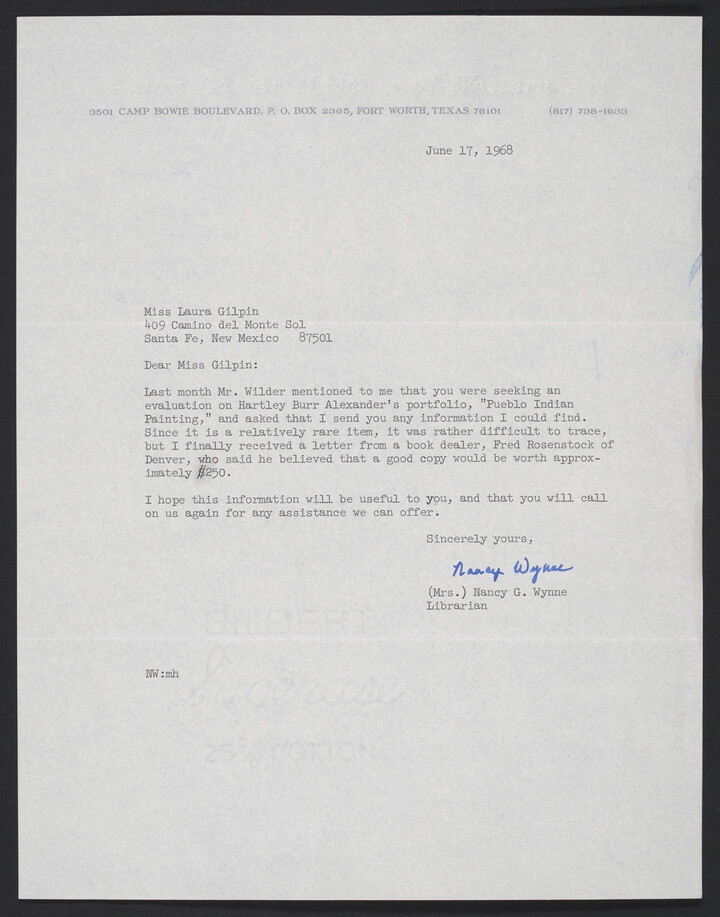 3501 CAMP BOWIE BOULEVARD, P. O. BOX 2365, FORT WORTH, TEXAS 76101 (817) 738-1933
June 17, 1968
Miss Laura Gilpin
409 Camino del Monte Sol
Santa Fe, New Mexico 87501
Dear Miss Gilpin:
Last month Mr. Wilder mentioned to me that you were seeking an
evaluation on Hartley Burr Alexander's portfolio, "Pueblo Indian
Painting," and asked that I send you any information I could find.
Since it is a relatively rare item, it was rather difficult to trace,
but I finally received a letter from a book dealer, Fred Rosenstock of
Denver, who said he believed that a good copy would be worth approx-
imately $250.
I hope this information will be useful to you, and that you will call
on us again for any assistance we can offer.
Sincerely yours,
Nancy Wynne
(Mrs.) Nancy G. Wynne
Librarian
NW:mh